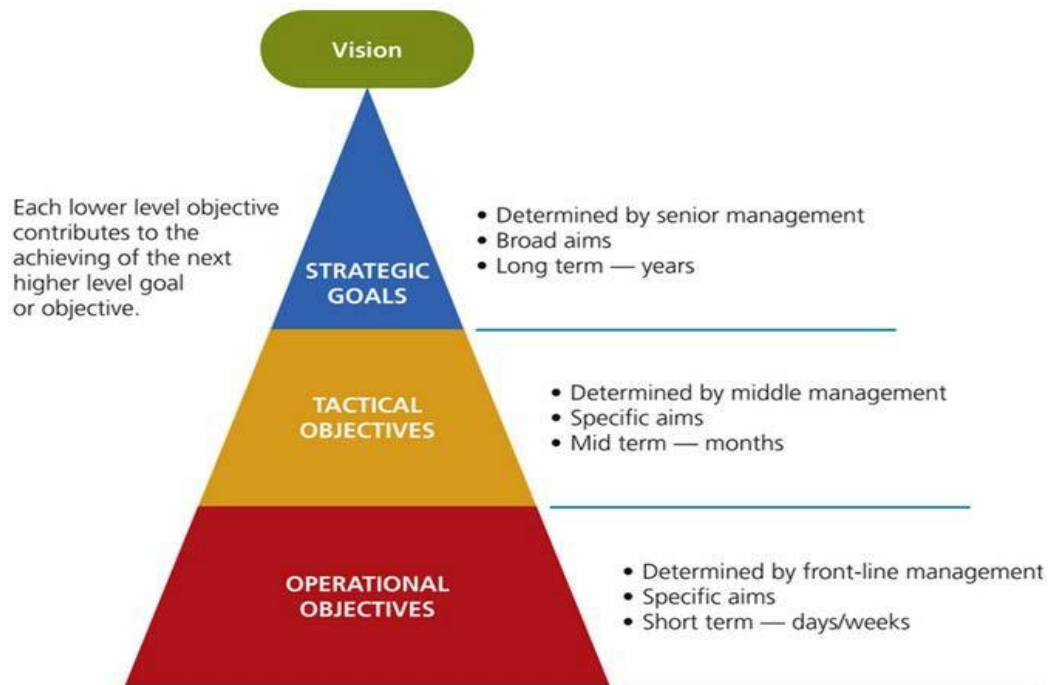 Vision
Each lower level objective
contributes to the
achieving of the next
higher level goal
or objective.
STRATEGIC
GOALS
• Determined by senior management
• Broad aims
• Long term — years
TACTICAL
OBJECTIVES
• Determined by middle management
• Specific aims
• Mid term — months
OPERATIONAL
OBJECTIVES
• Determined by front-line management
• Specific aims
• Short term — days/weeks